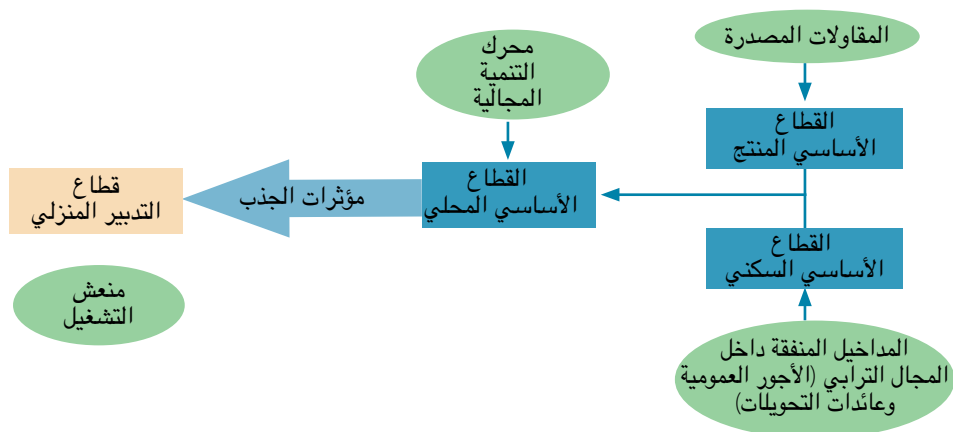 المقاولات المصدرة
القطاع
الأساسي المنتج
محرك
التنمية
المجالية
القطاع
الأساسي المحلي
مؤثرات الجذب
قطاع
التدبير المنزلي
القطاع
الأساسي السكني
منعش
التشغيل
المداخيل المنفقة داخل
المجال الترابي (الأجور العمومية
وعائدات التحويلات)